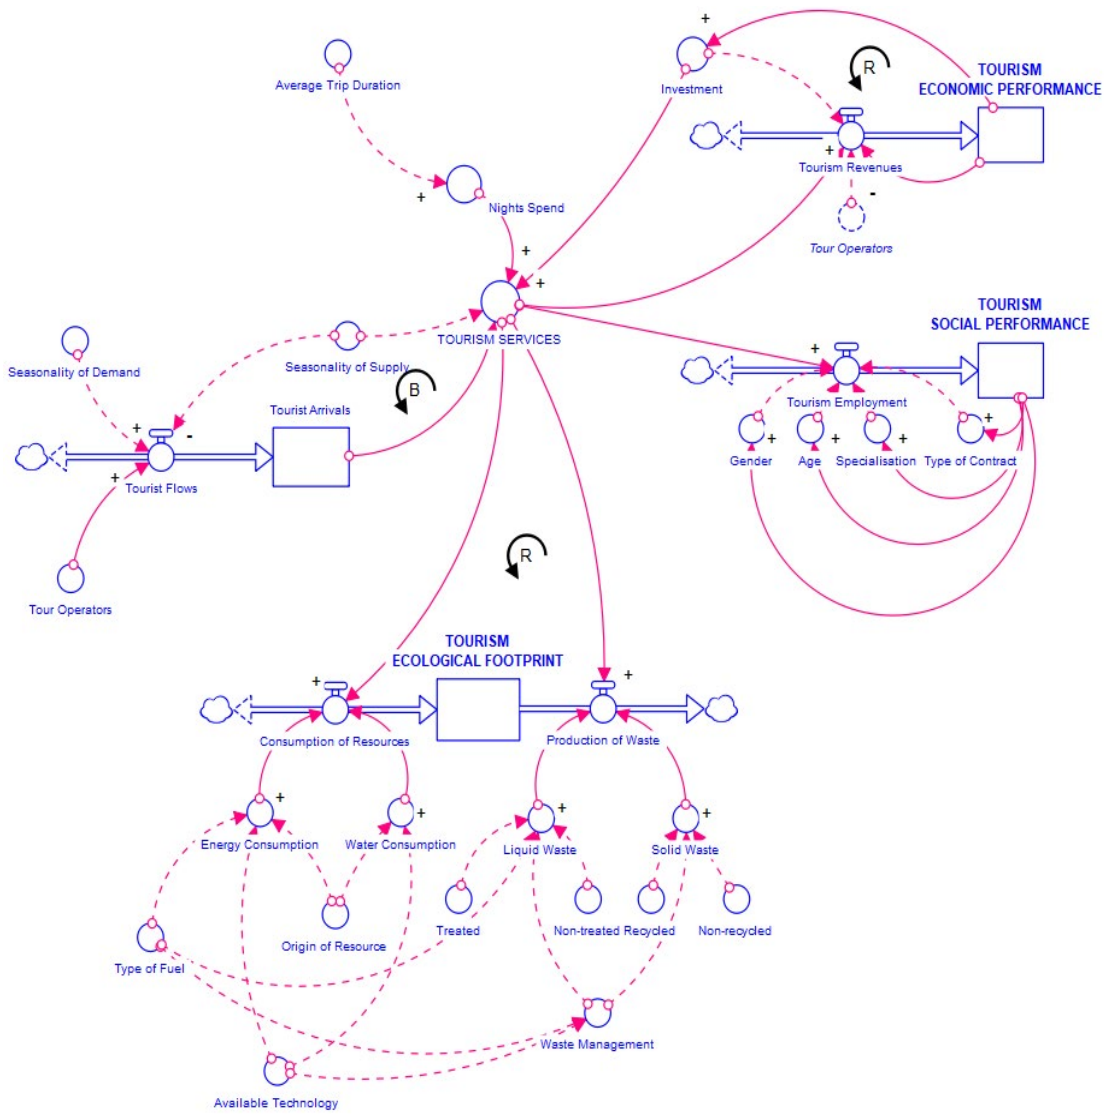 +
TOURISM
ECONOMIC PERFORMANCE
R
Average Trip Duration
Investment
+
Tourism Revenues
-
+
Nights Spend
Tour Operators
+
+
TOURISM
SOCIAL PERFORMANCE
TOURISM SERVICES
+
Seasonality of Demand
Seasonality of Supply
B
Tourist Arrivals
Tourism Employment
+
-
+
+
+
+
Gender
Age
Specialisation
Type of Contract
+
Tourist Flows
R
Tour Operators
TOURISM
ECOLOGICAL FOOTPRINT
+
+
Consumption of Resources
Production of Waste
+
+
+
+
Energy Consumption
Water Consumption
Liquid Waste
Solid Waste
Treated
Non-treated
Recycled
Non-recycled
Origin of Resource
Type of Fuel
Waste Management
Available Technology